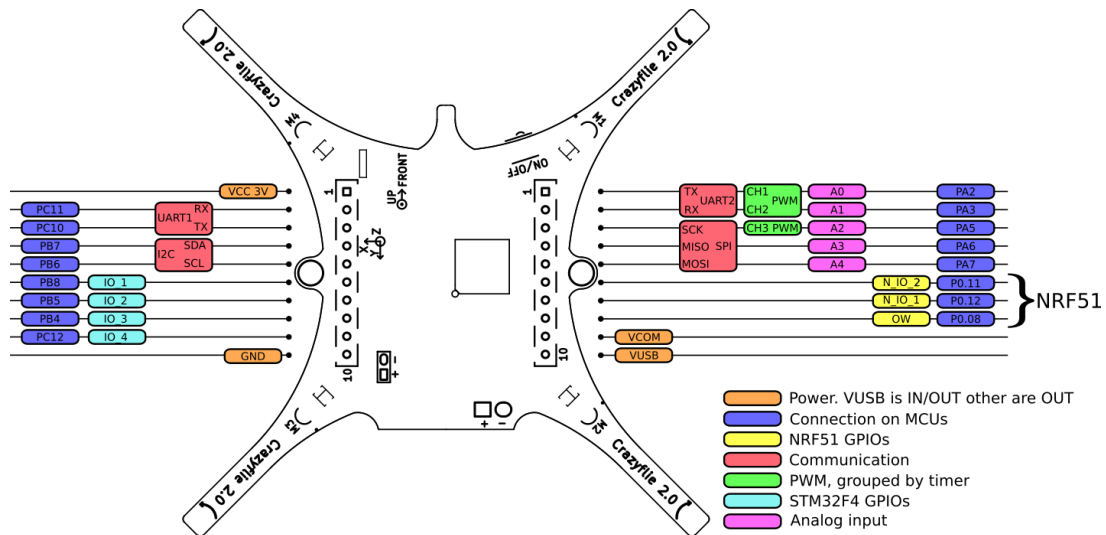 Crazyflie 2.0
Crazyflie 2.0
M4
M1
ON/OFF
FRONT
UP
1
1
X
Y
Z
VCC 3V
PC11
UART1
RX
PC10
TX
PB7
I2C
SDA
PB6
SCL
PB8 IO_1
PB5 IO_2
PB4 IO_3
PC12 IO_4
GND
TX
UART2
CH1
PWM
A0
PA2
RX
CH2
A1
PA3
SCK
CH3 PWM
A2
PA5
MISO
SPI
A3
PA6
MOSI
A4
PA7
N_IO_2 P0.11
N_IO_1 P0.12
NRF51
OW P0.08
VCOM
VUSB
10
10
-
+
+ -
M3
M2
Crazyflie 2.0
Crazyflie 2.0
Power. VUSB is IN/OUT other are OUT
Connection on MCUs
NRF51 GPIOs
Communication
PWM, grouped by timer
STM32F4 GPIOs
Analog input